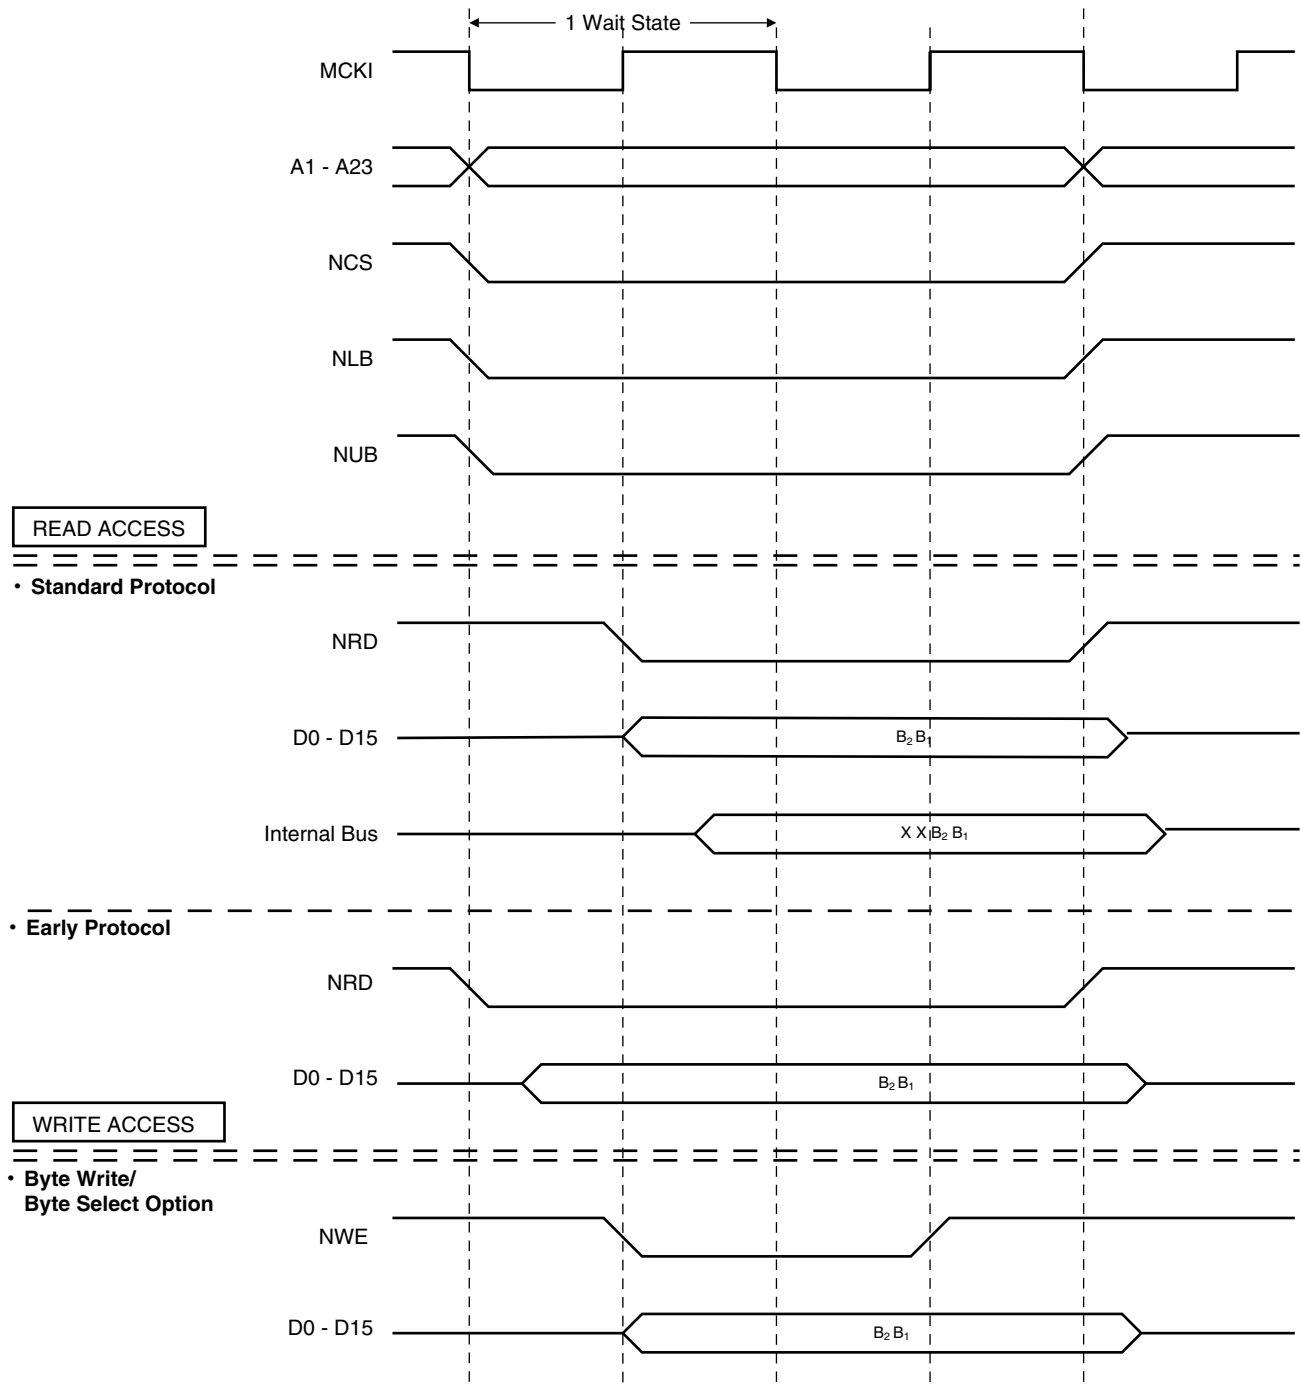 1 Wait State
MCKI
A1 - A23
NCS
NLB
NUB
READ ACCESS
• Standard Protocol
NRD
D0 - D15
B₂ B₁
Internal Bus
X X B₂ B₁
• Early Protocol
NRD
D0 - D15
B₂ B₁
WRITE ACCESS
• Byte Write/
Byte Select Option
NWE
D0 - D15
B₂ B₁